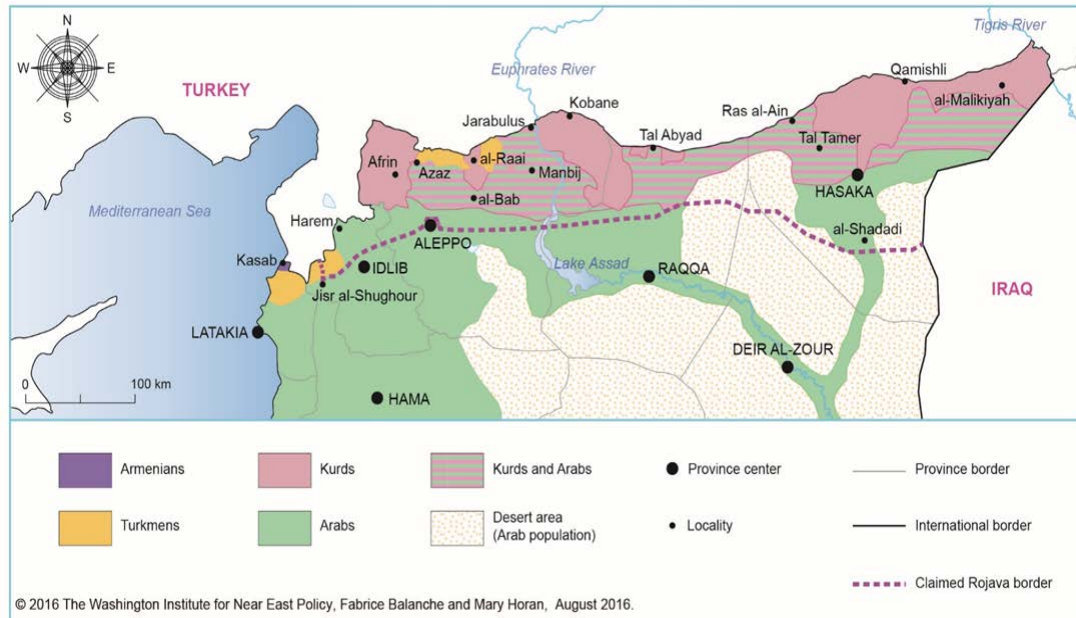 N
W E
S
TURKEY
Mediterranean Sea
Euphrates River
Tigris River
Qamishli
al-Malikiyah
Kobane
Jarabulus
Ras al-Ain
Tal Abyad
Tal Tamer
Afrin
Azaz
al-Raai
Manbij
HASAKA
al-Bab
Harem
ALEPPO
al-Shadadi
Kasab
IDLIB
Lake Assad
RAQQA
IRAQ
Jisr al-Shughour
LATAKIA
DEIR AL-ZOUR
0 100 km
HAMA
Armenians
Kurds
Kurds and Arabs
Province center
Province border
Turkmens
Arabs
Desert area
(Arab population)
Locality
International border
Claimed Rojava border
© 2016 The Washington Institute for Near East Policy, Fabrice Balanche and Mary Horan, August 2016.